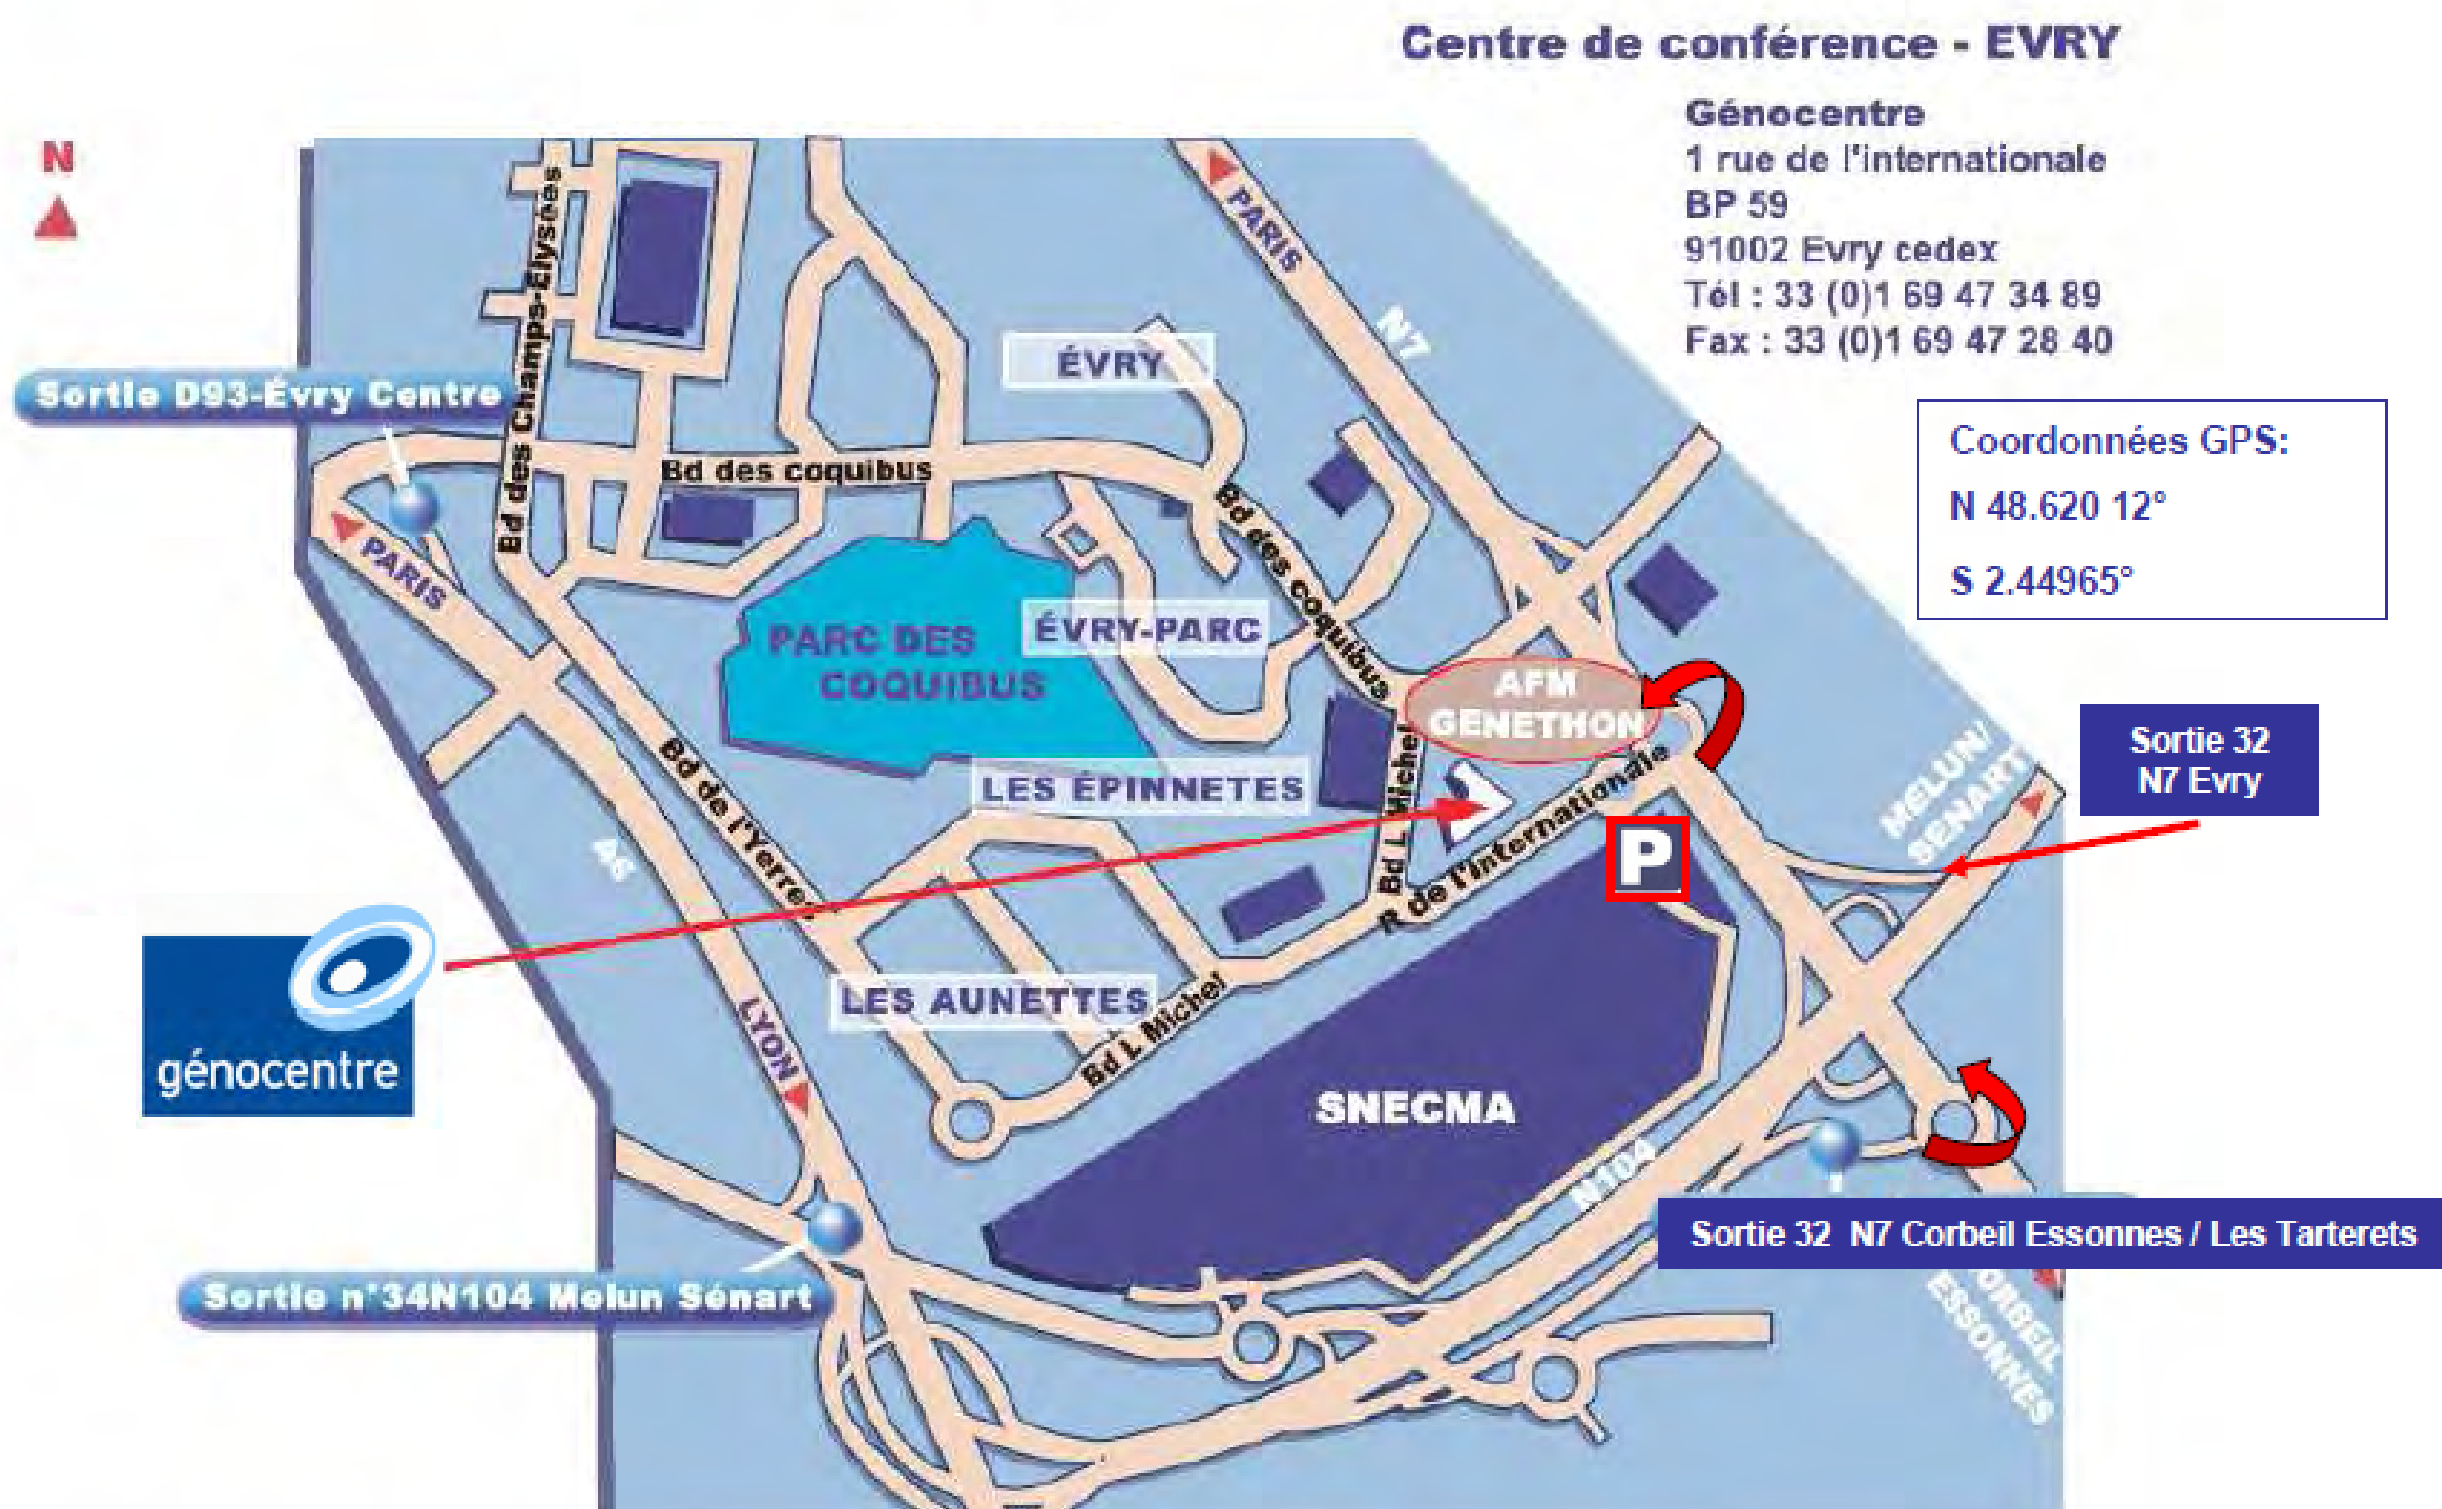 Centre de conférence - EVRY
Génocentre
1 rue de l'internationale
BP 59
91002 Evry cedex
Tél : 33 (0)1 69 47 34 89
Fax : 33 (0)1 69 47 28 40
N
Coordonnées GPS:
N 48.620 12°
S 2.44965°
PARIS
N7
Bd des Champs-Elysées
ÉVRY
Sortie D93-Évry Centre
Bd des coquibus
Bd des coquibus
PARIS
PARC DES
COQUIBUS
ÉVRY-PARC
AFM
GENETHON
Sortie 32
N7 Evry
MELUN/
SENART
Bd de l'Yerres
LES ÉPINNETES
Bd L Michel
R de l'internationale
P
A6
génocentre
LES AUNETTES
LYON
Bd L Michel
SNECMA
N104
Sortie 32 N7 Corbeil Essonnes / Les Tarterets
Sortie n°34N104 Melun Sénart
ORBEIL
ESSONNES